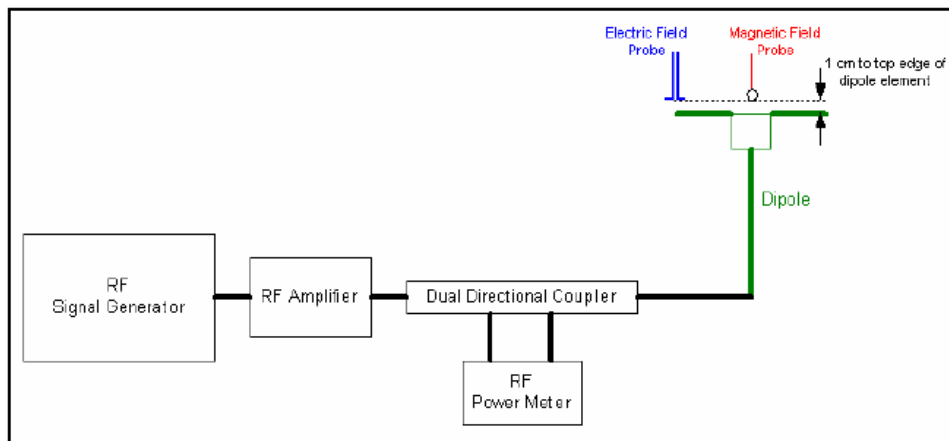 Electric Field
Probe
Magnetic Field
Probe
1 cm to top edge of
dipole element
Dipole
RF
Signal Generator
RF Amplifier
Dual Directional Coupler
RF
Power Meter